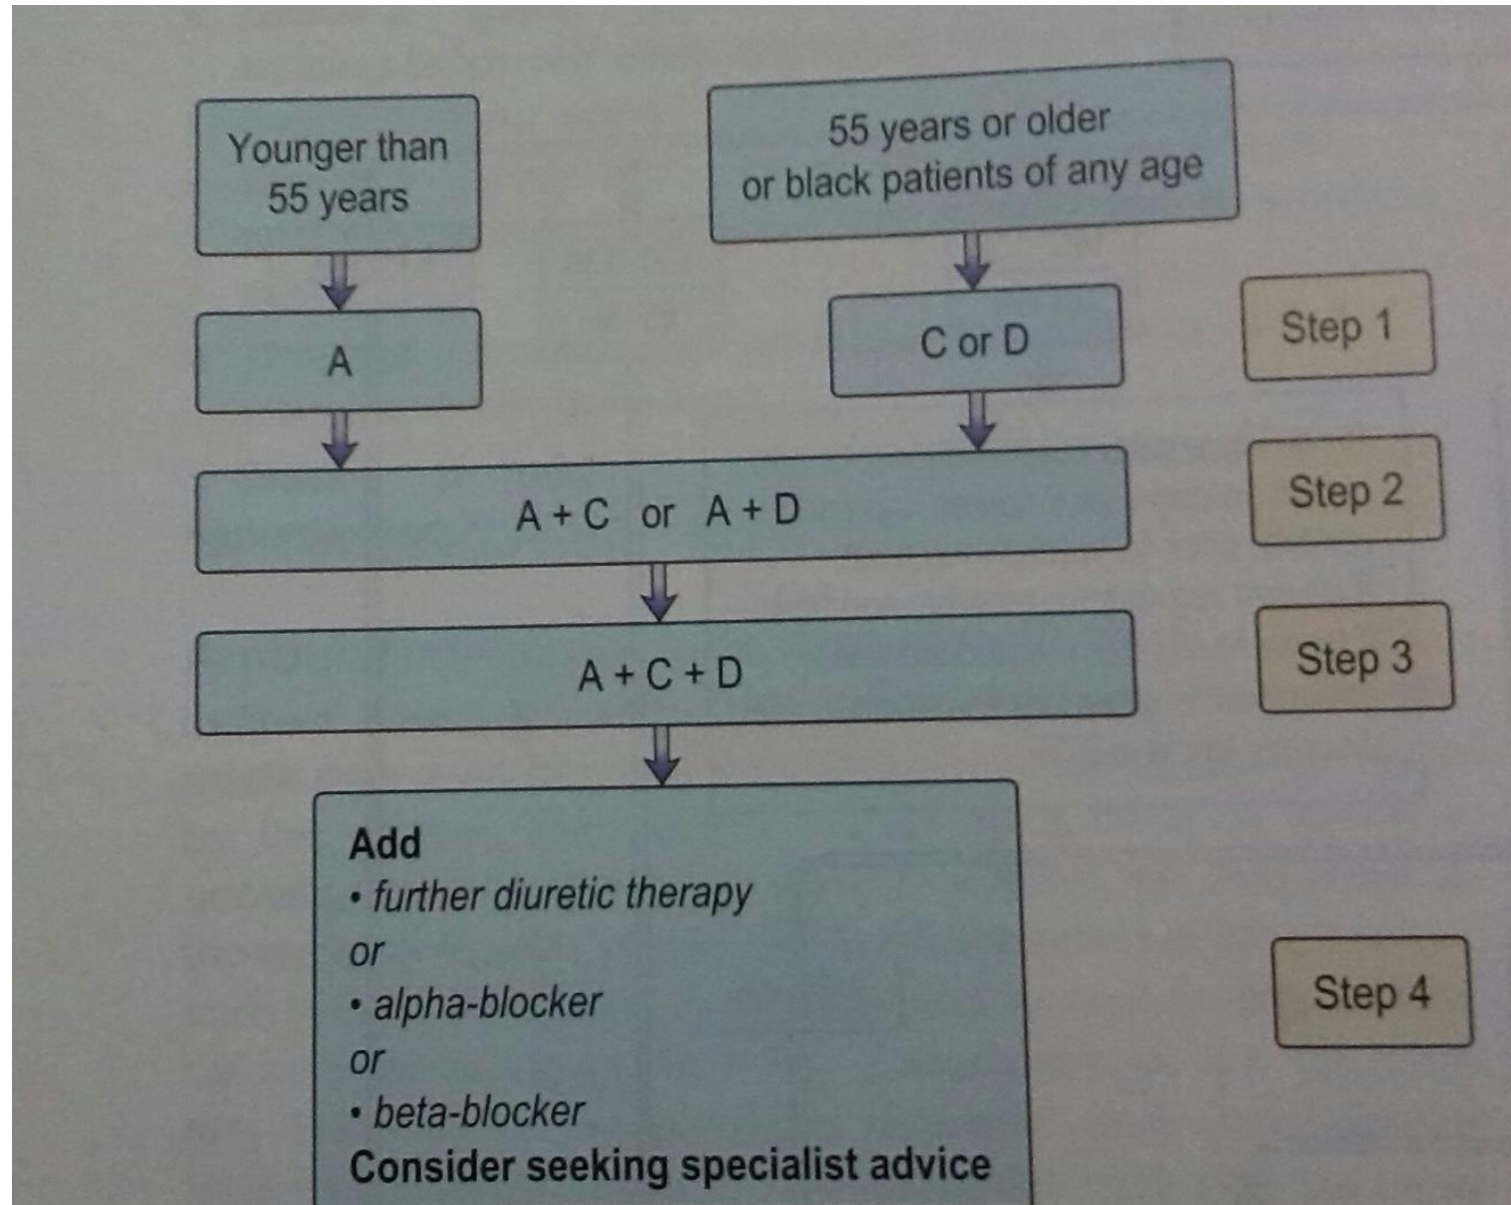 Younger than
55 years
55 years or older
or black patients of any age
A
C or D
Step 1
A + C or A + D
Step 2
A + C + D
Step 3
Add
• further diuretic therapy
or
• alpha-blocker
or
• beta-blocker
Consider seeking specialist advice
Step 4